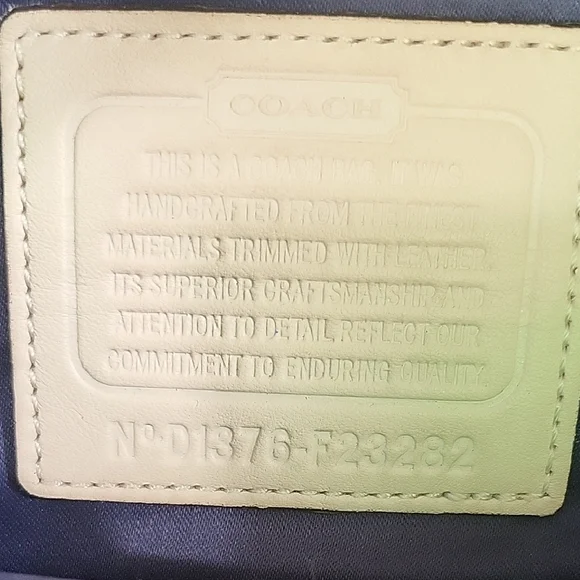 COACH
THIS IS A COACH BAG. IT WAS
HANDCRAFTED FROM THE FINEST
MATERIALS TRIMMED WITH LEATHER.
ITS SUPERIOR CRAFTSMANSHIP AND
ATTENTION TO DETAIL REFLECT OUR
COMMITMENT TO ENDURING QUALITY.
Nº D1376-F23282